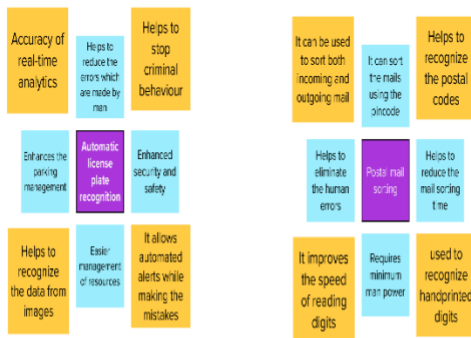 Accuracy of
real-time
analytics
Helps to
reduce the
errors which
are made by
man
Helps to
stop
criminal
behaviour
Enhances the
parking
management
Automatic
license
plate
recognition
Enhanced
security and
safety
Helps to
recognize
the data from
images
Easier
management
of resources
It allows
automated
alerts while
making the
mistakes
It can be used
to sort both
incoming and
outgoing mail
It can sort
the mails
using the
pincode
Helps to
recognize
the postal
codes
Helps to
eliminate
the human
errors
Postal mail
sorting
Helps to
reduce the
mail sorting
time
It improves
the speed
of reading
digits
Requires
minimum
man power
used to
recognize
handprinted
digits